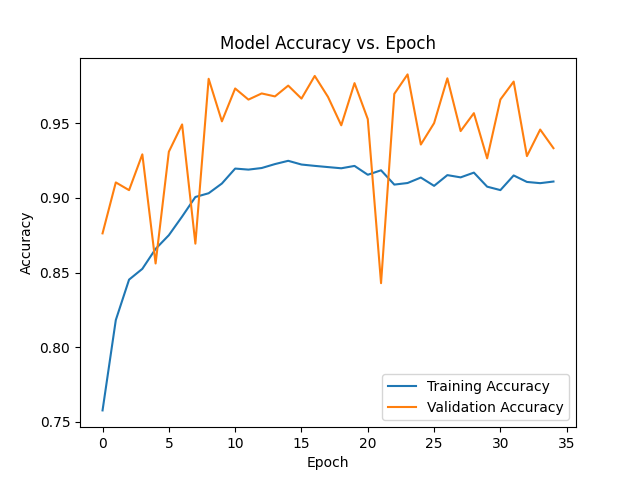 Model Accuracy vs. Epoch
Accuracy
0.95
0.90
0.85
0.80
0.75
Training Accuracy
Validation Accuracy
0 5 10 15 20 25 30 35
Epoch